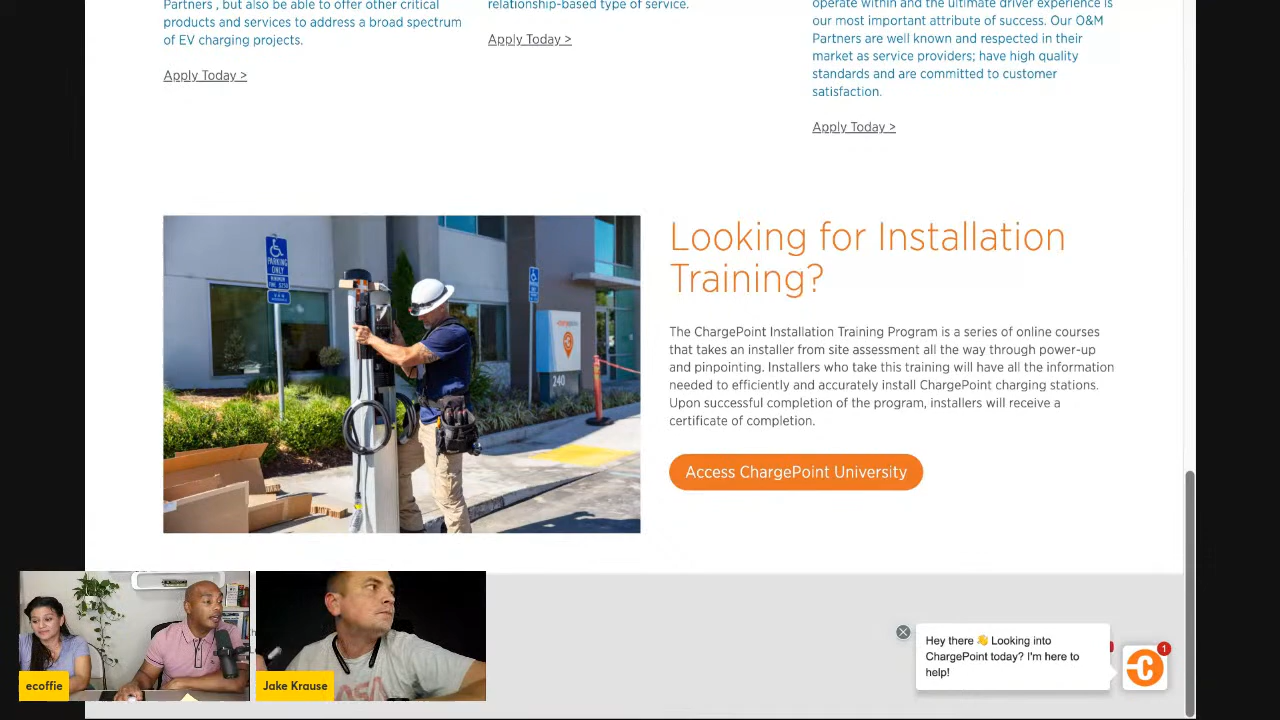 Partners , but also be able to offer other critical
products and services to address a broad spectrum
of EV charging projects.
Apply Today >
relationship-based type of service.
Apply Today >
operate within and the ultimate driver experience is
our most important attribute of success. Our O&M
Partners are well known and respected in their
market as service providers; have high quality
standards and are committed to customer
satisfaction.
Apply Today >
PARKING
ONLY
MINIMUM
FINE $250
240
Looking for Installation
Training?
The ChargePoint Installation Training Program is a series of online courses
that takes an installer from site assessment all the way through power-up
and pinpointing. Installers who take this training will have all the information
needed to efficiently and accurately install ChargePoint charging stations.
Upon successful completion of the program, installers will receive a
certificate of completion.
Access ChargePoint University
ecoffie
Jake Krause
Hey there 👋 Looking into
ChargePoint today? I'm here to
help!
1